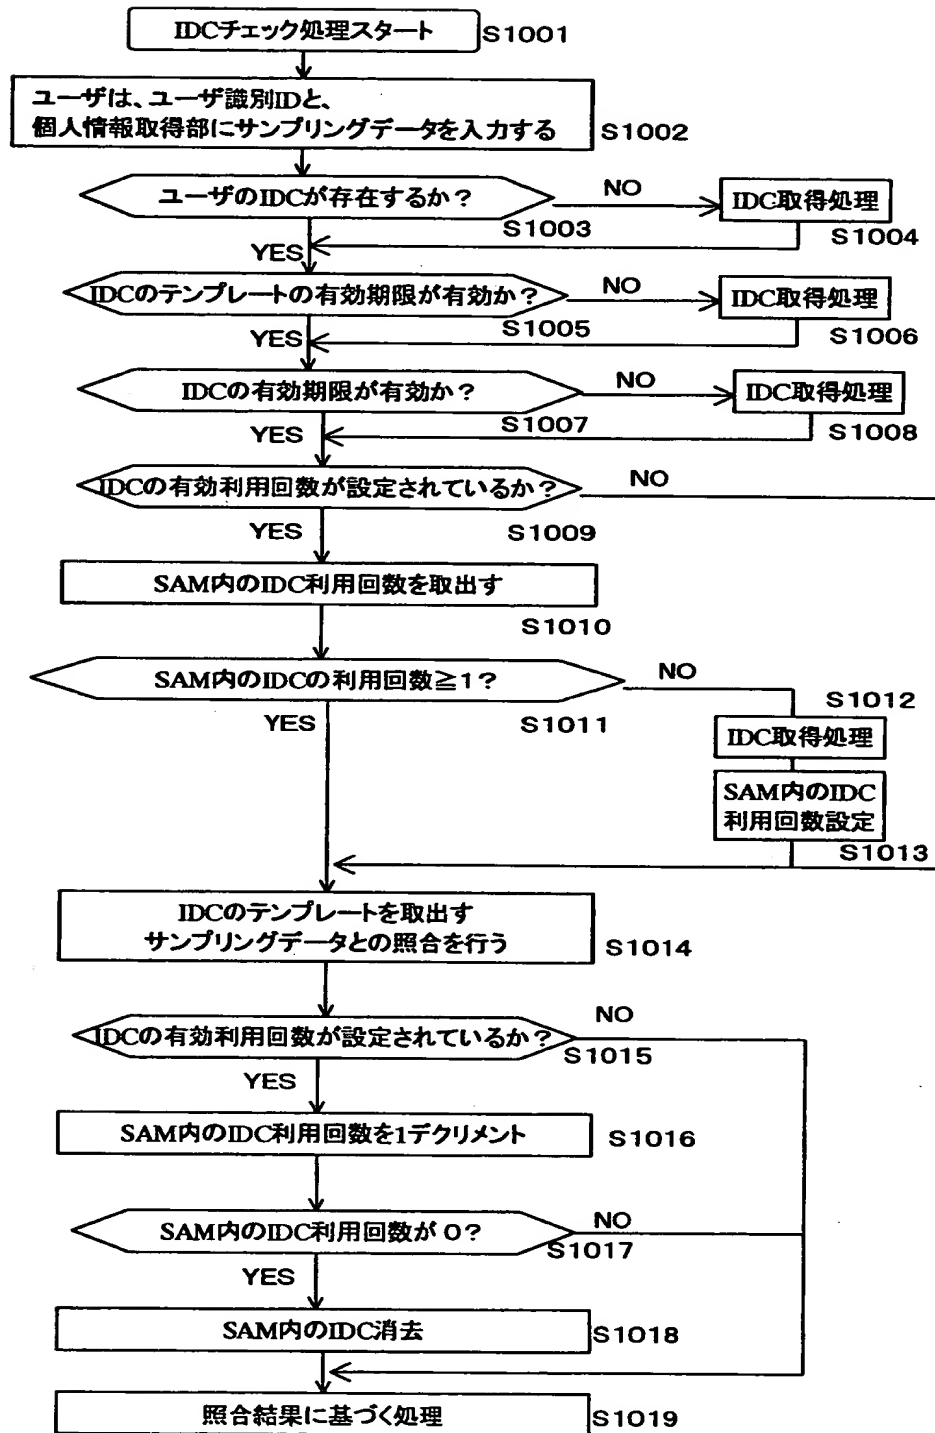 IDCチェック処理スタート
S1001
ユーザは、ユーザ識別IDと、
個人情報取得部にサンプリングデータを入力する
S1002
ユーザのIDCが存在するか?
NO
IDC取得処理
S1003
S1004
YES
IDCのテンプレートの有効期限が有効か?
NO
IDC取得処理
S1005
S1006
YES
IDCの有効期限が有効か?
NO
IDC取得処理
S1007
S1008
YES
IDCの有効利用回数が設定されているか?
NO
YES
S1009
SAM内のIDC利用回数を取出す
S1010
SAM内のIDCの利用回数≧1?
NO
YES
S1011
S1012
IDC取得処理
SAM内のIDC
利用回数設定
S1013
IDCのテンプレートを取出す
サンプリングデータとの照合を行う
S1014
IDCの有効利用回数が設定されているか?
NO
S1015
YES
SAM内のIDC利用回数を1デクリメント
S1016
SAM内のIDC利用回数が 0?
NO
S1017
YES
SAM内のIDC消去
S1018
照合結果に基づく処理
S1019